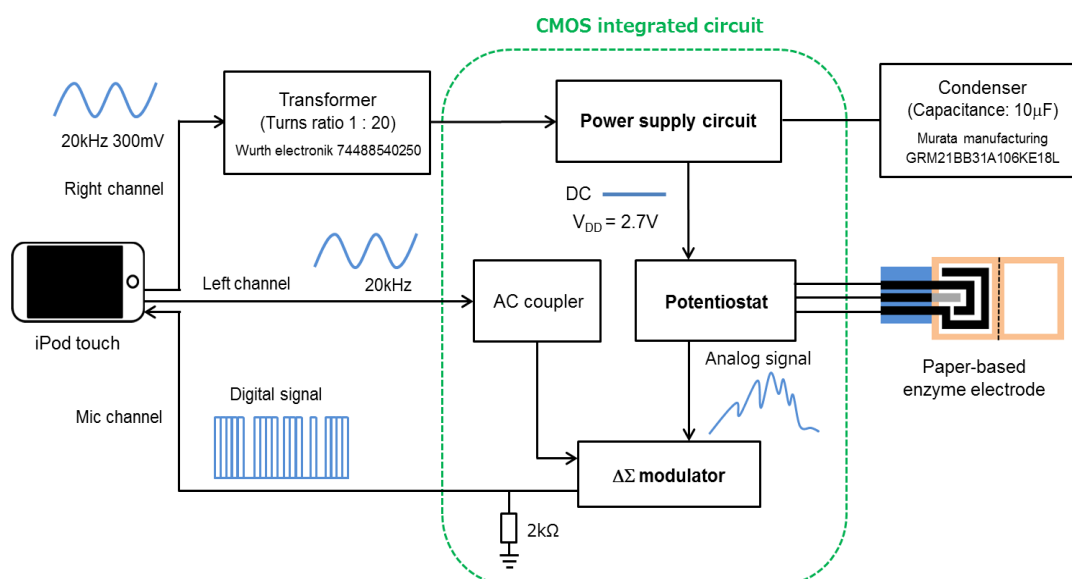 CMOS integrated circuit
20kHz 300mV
Right channel
Transformer
(Turns ratio 1 : 20)
Wurth electronik 74488540250
Power supply circuit
Condenser
(Capacitance: 10μF)
Murata manufacturing
GRM21BB31A106KE18L
DC
VDD = 2.7V
iPod touch
Left channel
20kHz
AC coupler
Potentiostat
Paper-based
enzyme electrode
Analog signal
Mic channel
Digital signal
ΔΣ modulator
2kΩ